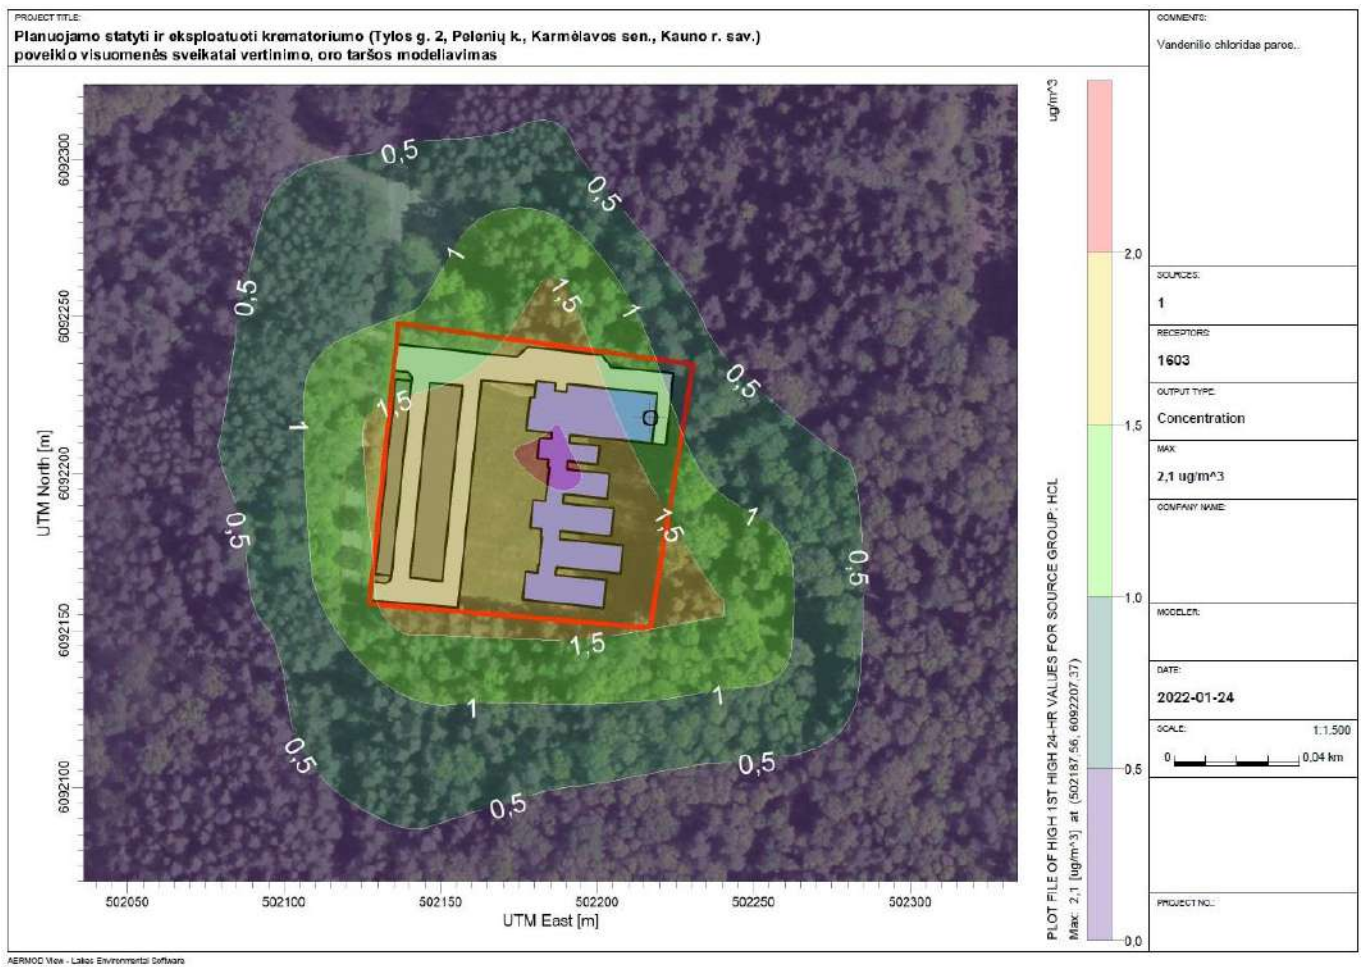 PROJECT TITLE:
Planuojamo statyti ir eksploatuoti krematoriumo (Tylos g. 2, Pelenių k., Karmėlavos sen., Kauno r. sav.)
poveikio visuomenės sveikatai vertinimo, oro taršos modeliavimas
COMMENTS:
Vandenilio chloridas paros..
SOURCES:
1
RECEPTORS:
1603
OUTPUT TYPE:
Concentration
MAX:
2,1 ug/m^3
COMPANY NAME:
MODELER:
DATE:
2022-01-24
SCALE:
1:1.500
0
0,04 km
PROJECT NO.:
ug/m^3
2,0
1,5
1,0
0,5
0,0
PLOT FILE OF HIGH 1ST HIGH 24-HR VALUES FOR SOURCE GROUP: HCL
Max: 2,1 [ug/m^3] at (502187,56, 6092207,37)
UTM North [m]
6092300
6092250
6092200
6092150
6092100
0,5
0,5
1
0,5
1,5
1
0,5
1,5
1
0,5
1,5
1
0,5
1,5
1
1
0,5
0,5
0,5
502050
502100
502150
502200
502250
502300
UTM East [m]
AERMOD View - Lakes Environmental Software